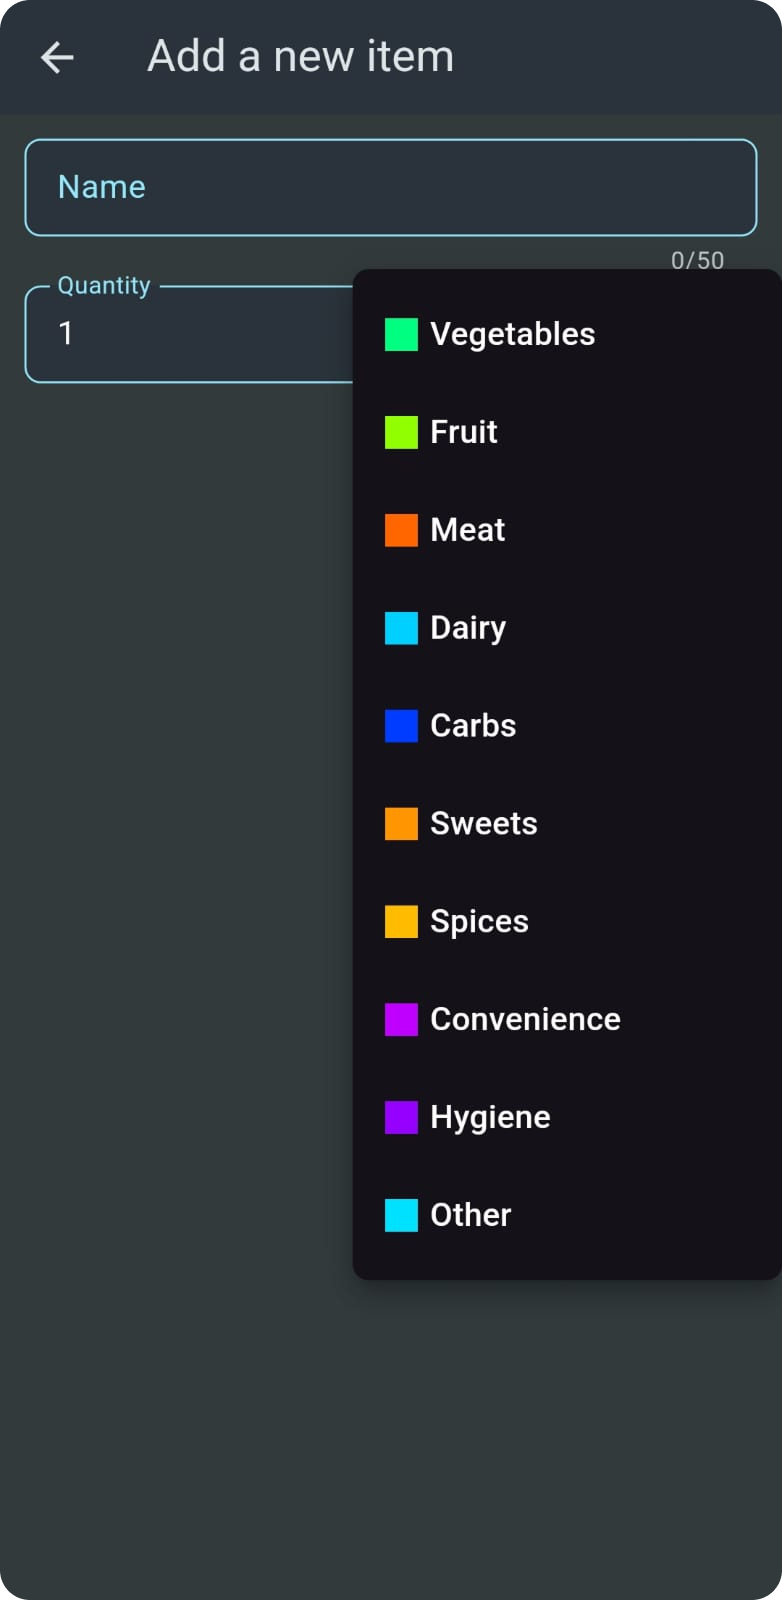 Add a new item
Name
0/50
Quantity
1
Vegetables
Fruit
Meat
Dairy
Carbs
Sweets
Spices
Convenience
Hygiene
Other